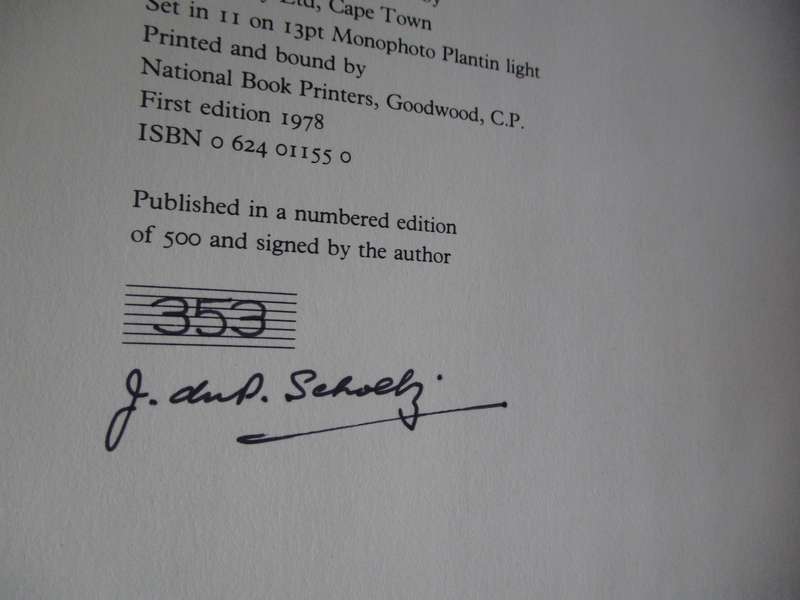 Ltd, Cape Town
Set in 11 on 13pt Monophoto Plantin light
Printed and bound by
National Book Printers, Goodwood, C.P.
First edition 1978
ISBN 0 624 01155 0
Published in a numbered edition
of 500 and signed by the author
353
J. du P. Scholtz